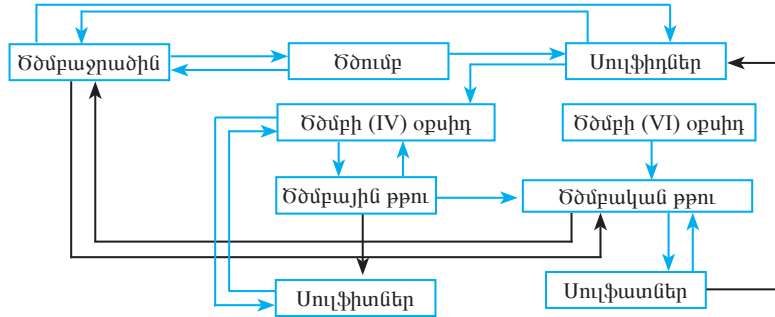 Ծծմբաջրածին
Ծծումբ
Սուլֆիդներ
Ծծմբի (IV) օքսիդ
Ծծմբի (VI) օքսիդ
Ծծմբային թթու
Ծծմբական թթու
Սուլֆիտներ
Սուլֆատներ